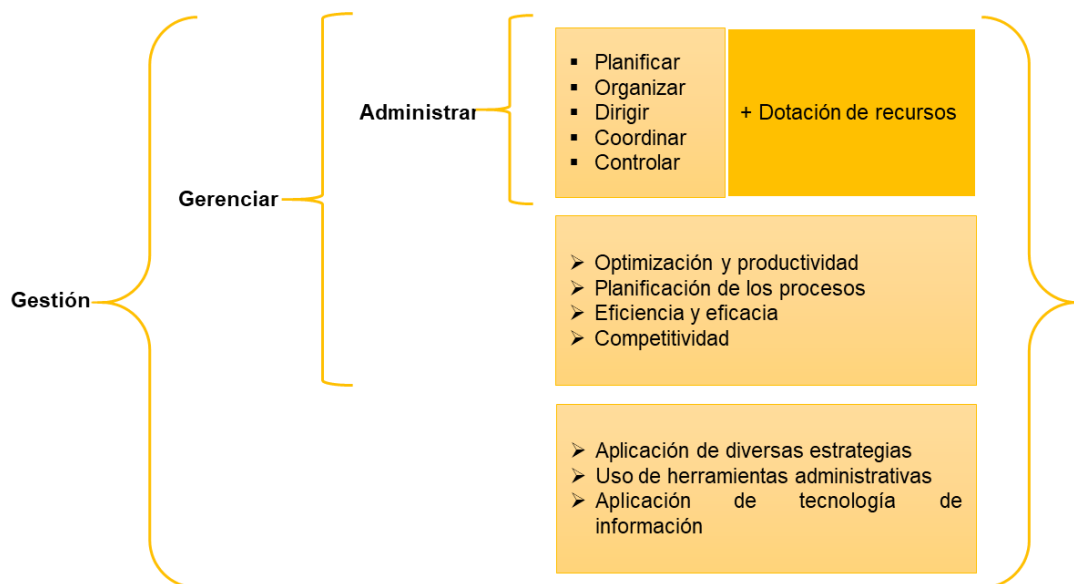 Planificar
Organizar
Administrar
Dirigir
+ Dotación de recursos
Coordinar
Controlar
Gerenciar
Optimización y productividad
Planificación de los procesos
Gestión
Eficiencia y eficacia
Competitividad
Aplicación de diversas estrategias
Uso de herramientas administrativas
Aplicación de tecnología de
información